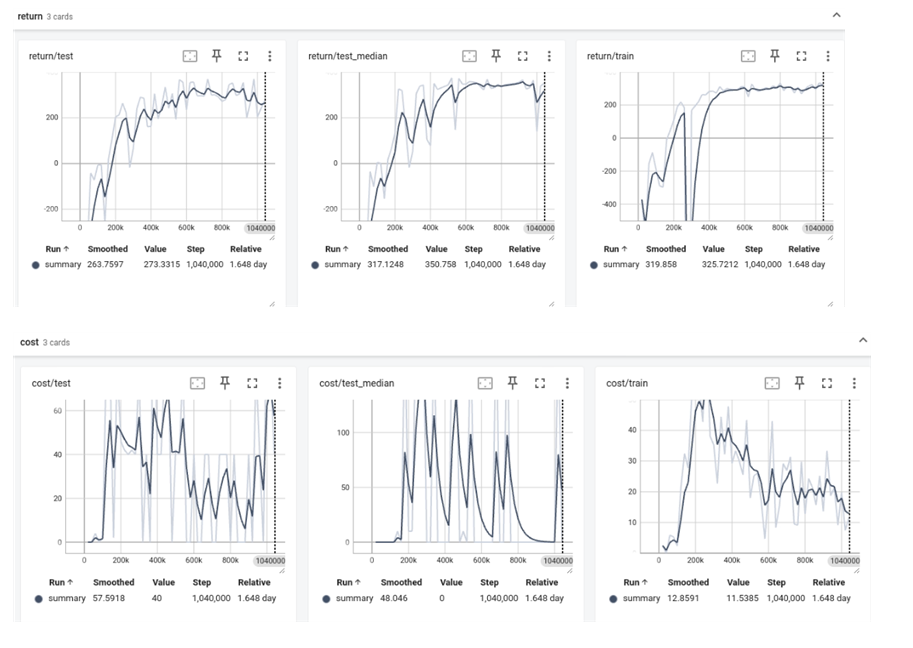 return 3 cards
return/test
return/test_median
return/train
200
0
-200
0 200k 400k 600k 800k 1040000
200
0
-200
0 200k 400k 600k 800k 1040000
200
0
-200
-400
0 200k 400k 600k 800k 1040000
Run ↑ Smoothed Value Step Relative
summary 263.7597 273.3315 1,040,000 1.648 day
Run ↑ Smoothed Value Step Relative
summary 317.1248 350.758 1,040,000 1.648 day
Run ↑ Smoothed Value Step Relative
summary 319.858 325.7212 1,040,000 1.648 day
cost 3 cards
cost/test
cost/test_median
cost/train
60
40
20
0
0 200k 400k 600k 800k 1040000
100
50
0
0 200k 400k 600k 800k 1040000
40
30
20
10
0 200k 400k 600k 800k 1040000
Run ↑ Smoothed Value Step Relative
summary 57.5918 40 1,040,000 1.648 day
Run ↑ Smoothed Value Step Relative
summary 48.046 0 1,040,000 1.648 day
Run ↑ Smoothed Value Step Relative
summary 12.8591 11.5385 1,040,000 1.648 day